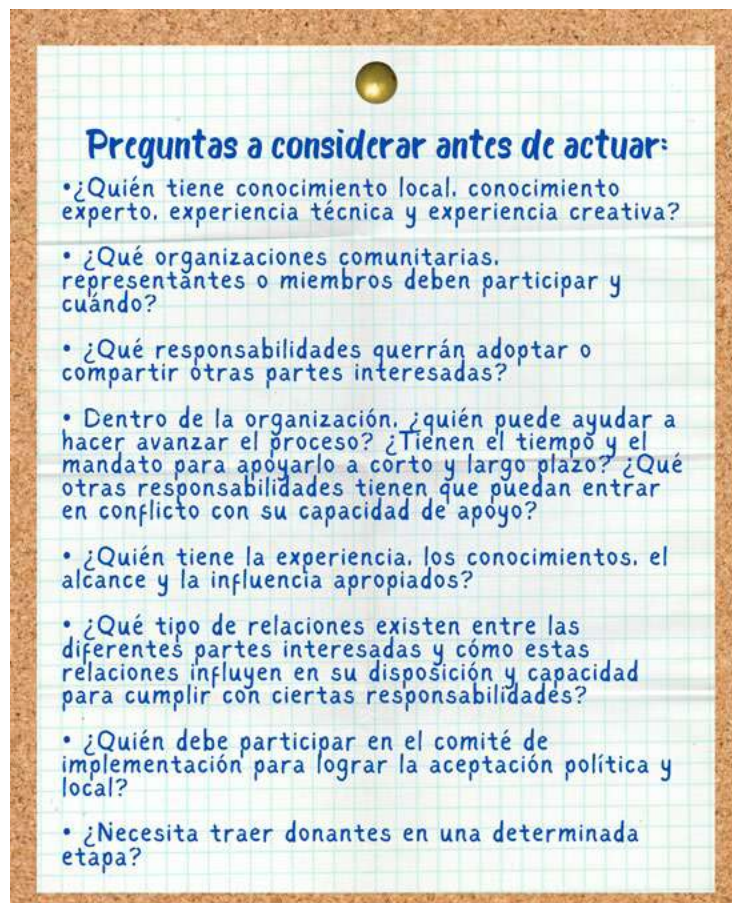 Preguntas a considerar antes de actuar:
•¿Quién tiene conocimiento local, conocimiento
experto, experiencia técnica y experiencia creativa?
• ¿Qué organizaciones comunitarias,
representantes o miembros deben participar y
cuándo?
• ¿Qué responsabilidades querrán adoptar o
compartir otras partes interesadas?
• Dentro de la organización, ¿quién puede ayudar a
hacer avanzar el proceso? ¿Tienen el tiempo y el
mandato para apoyarlo a corto y largo plazo? ¿Qué
otras responsabilidades tienen que puedan entrar
en conflicto con su capacidad de apoyo?
• ¿Quién tiene la experiencia, los conocimientos, el
alcance y la influencia apropiados?
• ¿Qué tipo de relaciones existen entre las
diferentes partes interesadas y cómo estas
relaciones influyen en su disposición y capacidad
para cumplir con ciertas responsabilidades?
• ¿Quién debe participar en el comité de
implementación para lograr la aceptación política y
local?
• ¿Necesita traer donantes en una determinada
etapa?